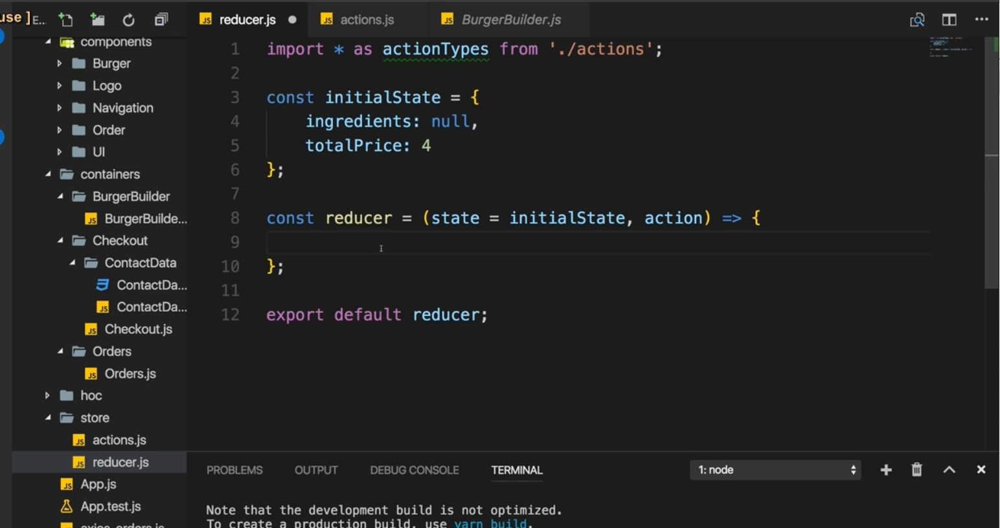 use ]E...
reducer.js
actions.js
BurgerBuilder.js
components
Burger
Logo
Navigation
Order
UI
containers
BurgerBuilder
BurgerBuilde...
Checkout
ContactData
ContactDa...
ContactDa...
Checkout.js
Orders
Orders.js
hoc
store
actions.js
reducer.js
App.js
App.test.js
axios-orders.js
1 import * as actionTypes from './actions';
2
3 const initialState = {
4 ingredients: null,
5 totalPrice: 4
6 };
7
8 const reducer = (state = initialState, action) => {
9
10 };
11
12 export default reducer;
PROBLEMS OUTPUT DEBUG CONSOLE TERMINAL 1: node
Note that the development build is not optimized.
To create a production build, use yarn build.